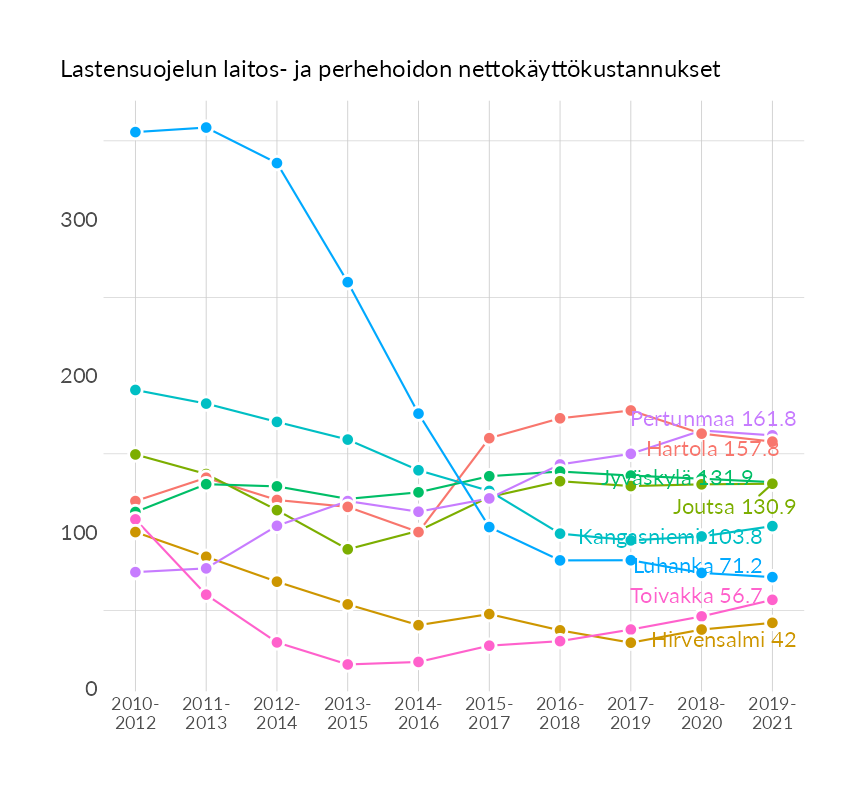 Lastensuojelun laitos- ja perhehoidon nettokäyttökustannukset
300
200
100
0
Pertunmaa 161.8
Hartola 157.8
Jyväskylä 131.9
Joutsa 130.9
Kangasniemi 103.8
Luhanka 71.2
Toivakka 56.7
Hirvensalmi 42
2010-
2012
2011-
2013
2012-
2014
2013-
2015
2014-
2016
2015-
2017
2016-
2018
2017-
2019
2018-
2020
2019-
2021